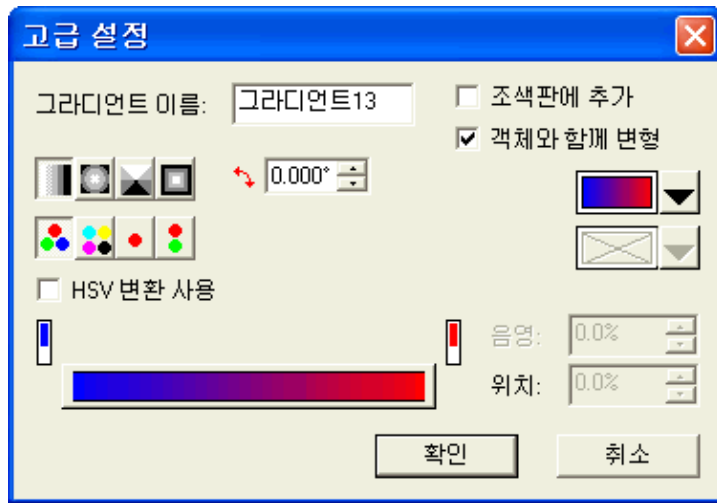 고급 설정
그라디언트 이름: 그라디언트13
조색판에 추가
객체와 함께 변형
0.000°
HSV 변환 사용
음영: 0.0%
위치: 0.0%
확인 취소